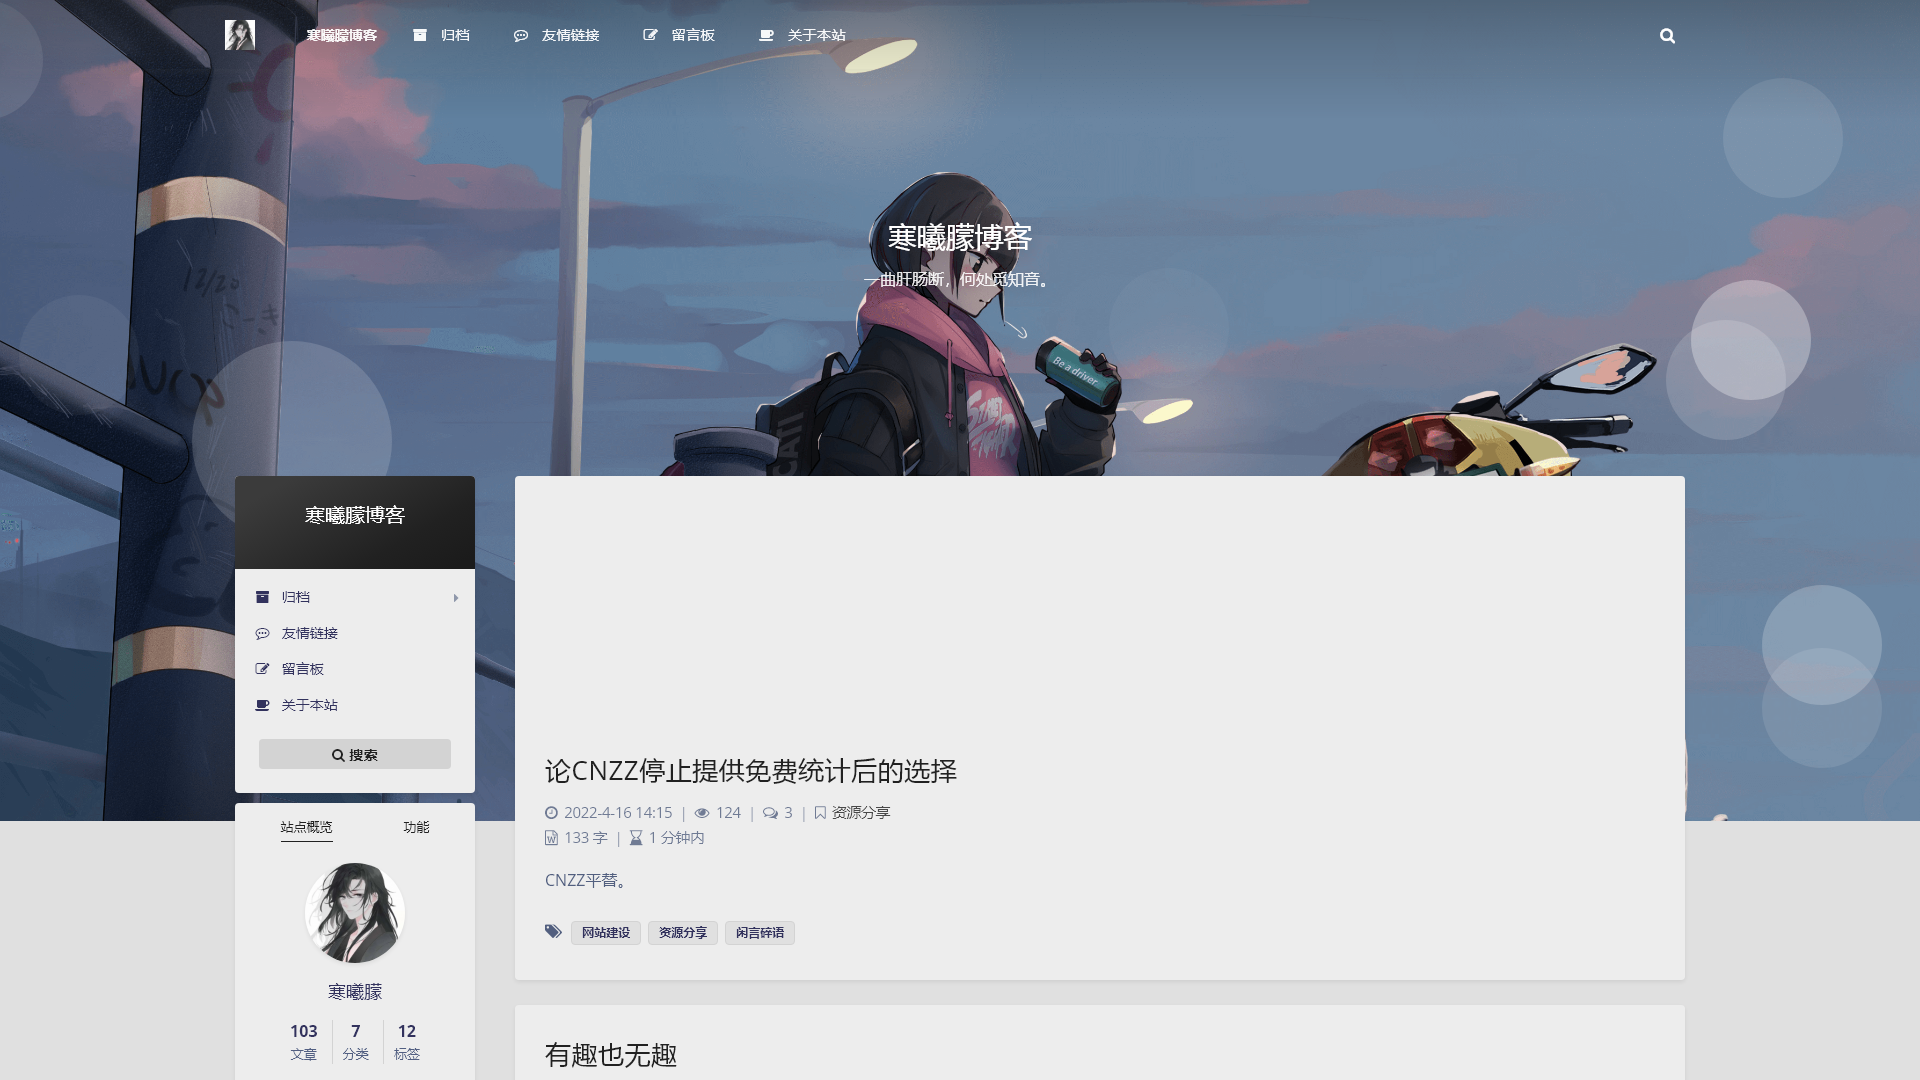 寒曦朦博客 归档 友情链接 留言板 关于本站
寒曦朦博客
一曲肝肠断，何处觅知音。
12/20
Be a driver
寒曦朦博客
归档
友情链接
留言板
关于本站
搜索
站点概览 功能
寒曦朦
103 7 12
文章 分类 标签
论CNZZ停止提供免费统计后的选择
2022-4-16 14:15 | 124 | 3 | 资源分享
133 字 | 1 分钟内
CNZZ平替。
网站建设 资源分享 闲言碎语
有趣也无趣